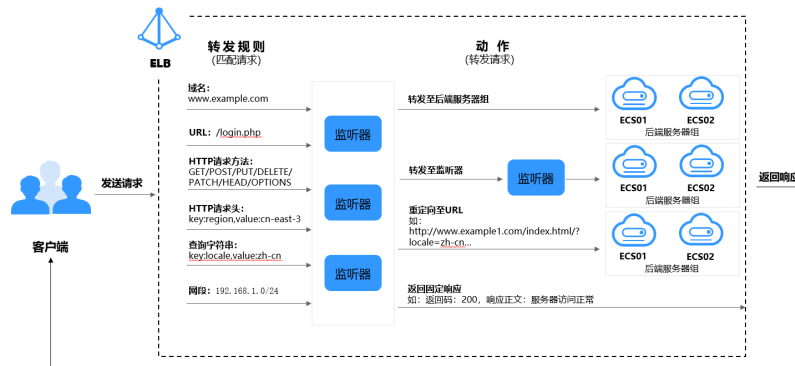 ELB
转发规则
(匹配请求)
动 作
(转发请求)
域名：
www.example.com
URL：/login.php
HTTP请求方法：
GET/POST/PUT/DELETE/
PATCH/HEAD/OPTIONS
HTTP请求头：
key:region,value:cn-east-3
查询字符串：
key:locale,value:zh-cn
网段：192.168.1.0/24
监听器
监听器
监听器
转发至后端服务器组
转发至监听器
监听器
重定向至URL
如：
http://www.example1.com/index.html/?
locale=zh-cn...
返回固定响应
如：返回码：200，响应正文：服务器访问正常
ECS01
ECS02
后端服务器组
ECS01
ECS02
后端服务器组
ECS01
ECS02
后端服务器组
发送请求
客户端
返回响应